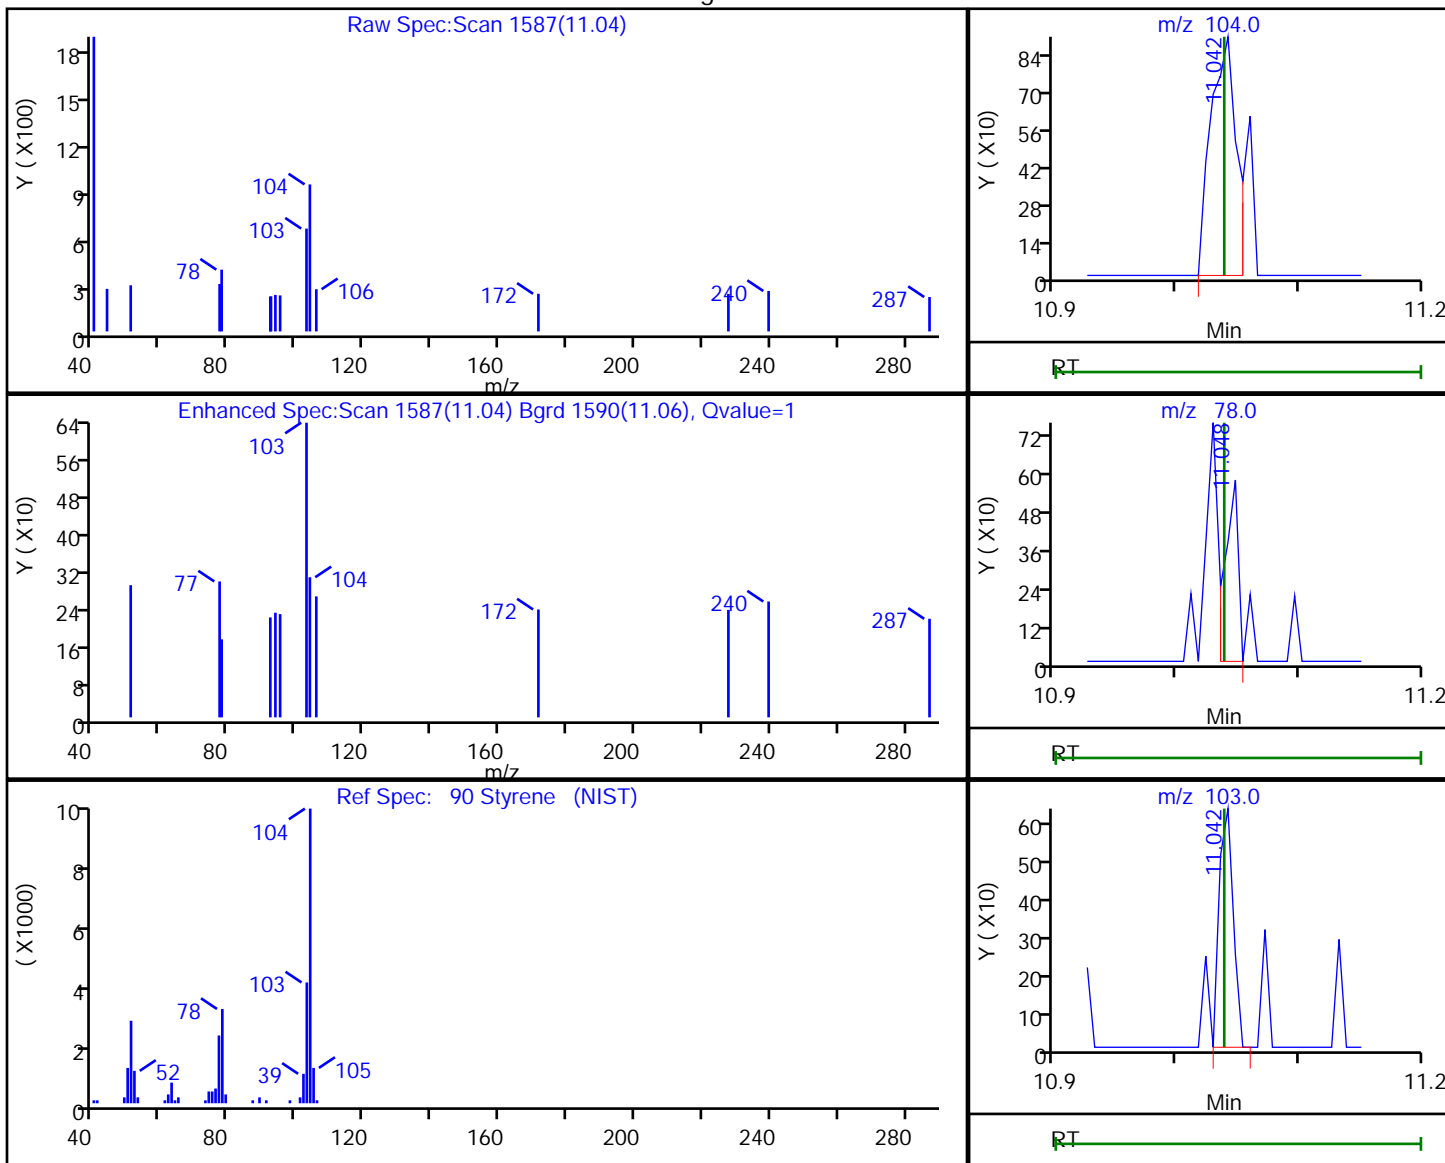 Raw Spec:Scan 1587(11.04)
Y ( X100)
18
15
12
9
6
3
0
104
103
78
106
172
240
287
40 80 120 160 200 240 280
m/z
m/z 104.0
Y ( X10)
84
70
56
42
28
14
0
11.042
10.9 11.2
Min
RT
Enhanced Spec:Scan 1587(11.04) Bgrd 1590(11.06), Qvalue=1
Y ( X10)
64
56
48
40
32
24
16
8
0
103
77
104
172
240
287
40 80 120 160 200 240 280
m/z
m/z 78.0
Y ( X10)
72
60
48
36
24
12
0
11.048
10.9 11.2
Min
RT
Ref Spec: 90 Styrene (NIST)
( X1000)
10
8
6
4
2
0
104
103
78
52
39
105
40 80 120 160 200 240 280
m/z 103.0
Y ( X10)
60
50
40
30
20
10
0
11.042
10.9 11.2
Min
RT